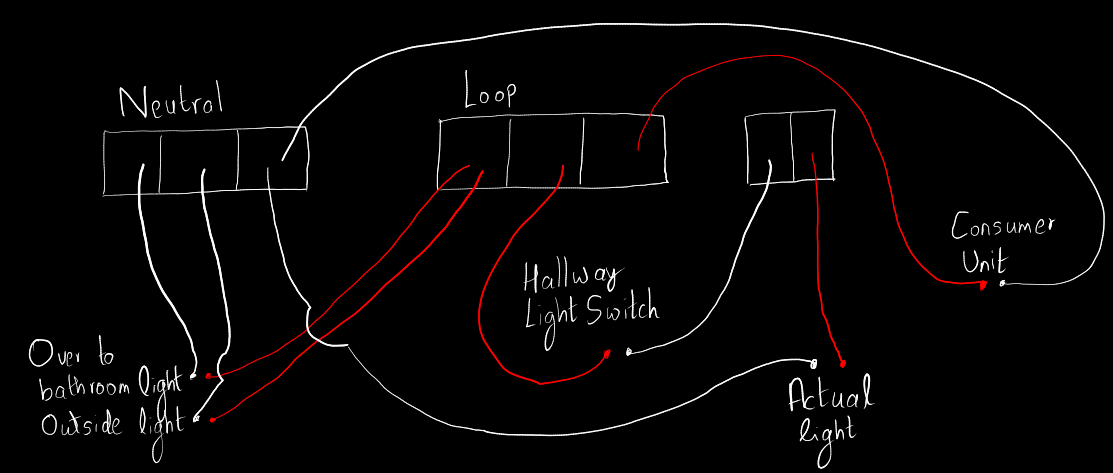 Neutral
Loop
Consumer
Unit
Hallway
Light Switch
Over to
bathroom light
Outside light
Actual
light